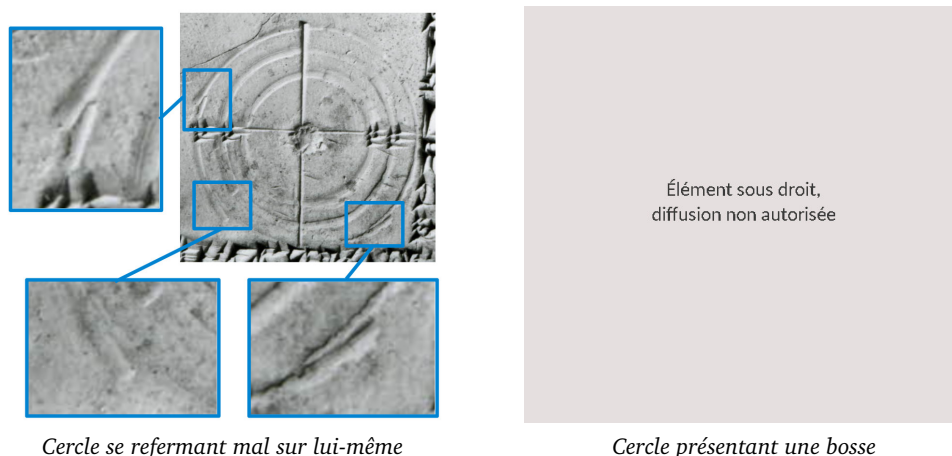 Élément sous droit,
diffusion non autorisée
Cercle se refermant mal sur lui-même
Cercle présentant une bosse